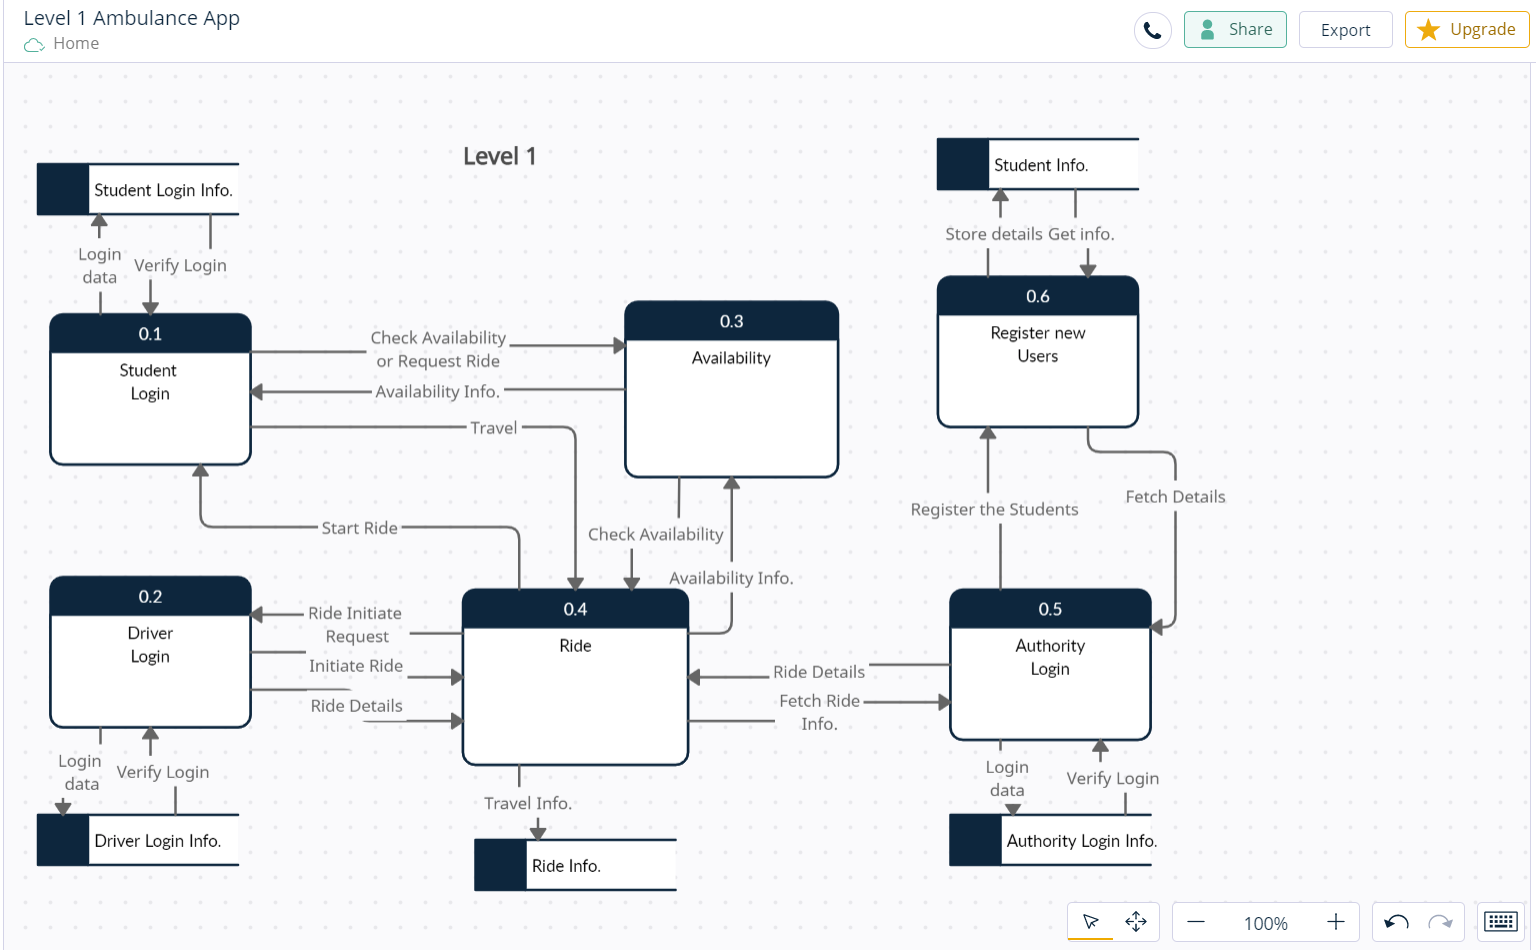 Level 1 Ambulance App
Home
Share
Export
Upgrade
Level 1
Student Login Info.
Student Info.
Login
data
Verify Login
Store details
Get info.
0.1
Student
Login
Check Availability
or Request Ride
Availability Info.
Travel
0.3
Availability
0.6
Register new
Users
Start Ride
Check Availability
Availability Info.
Register the Students
Fetch Details
0.2
Driver
Login
Ride Initiate
Request
Initiate Ride
Ride Details
0.4
Ride
Ride Details
Fetch Ride
Info.
0.5
Authority
Login
Login
data
Verify Login
Travel Info.
Login
data
Verify Login
Driver Login Info.
Ride Info.
Authority Login Info.
100%